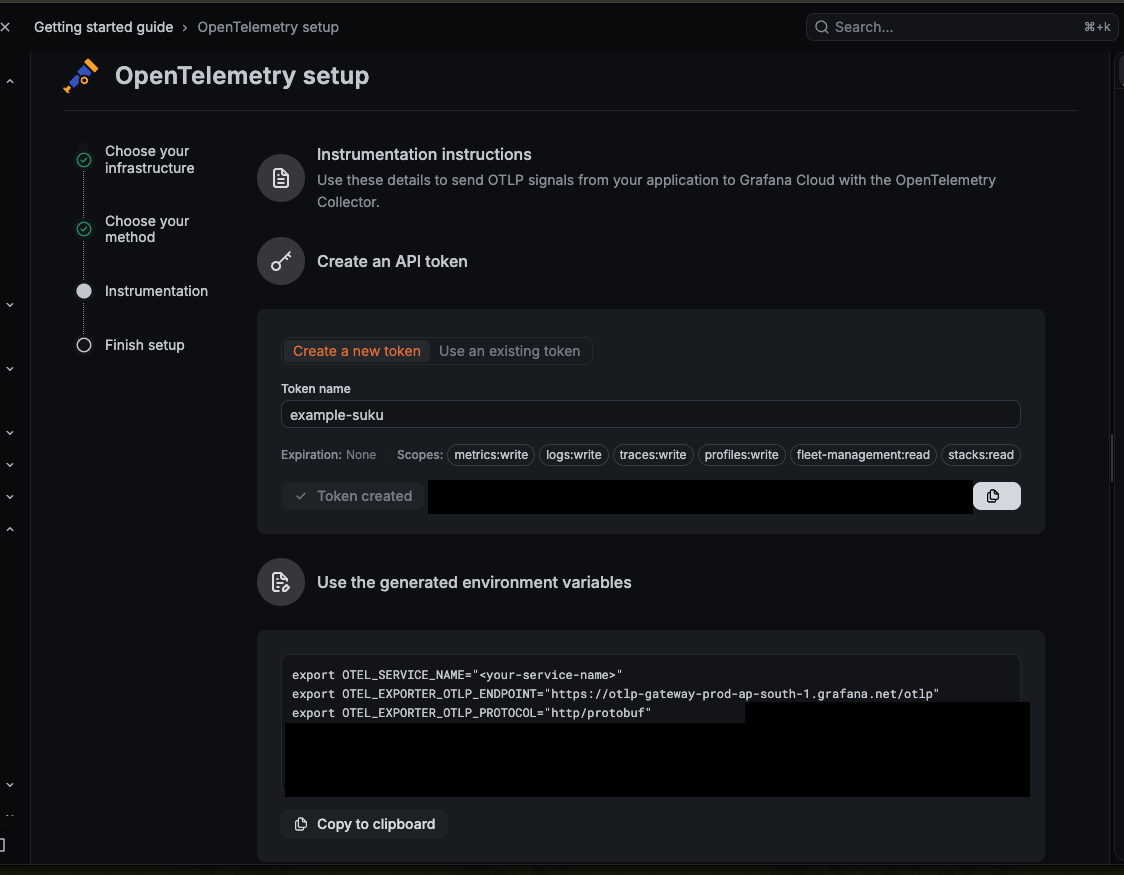 Getting started guide › OpenTelemetry setup
Search...
⌘+k
OpenTelemetry setup
Choose your
infrastructure
Choose your
method
Instrumentation
Finish setup
Instrumentation instructions
Use these details to send OTLP signals from your application to Grafana Cloud with the OpenTelemetry
Collector.
Create an API token
Create a new token
Use an existing token
Token name
example-suku
Expiration: None
Scopes: metrics:write logs:write traces:write profiles:write fleet-management:read stacks:read
Token created
Use the generated environment variables
export OTEL_SERVICE_NAME="<your-service-name>"
export OTEL_EXPORTER_OTLP_ENDPOINT="https://otlp-gateway-prod-ap-south-1.grafana.net/otlp"
export OTEL_EXPORTER_OTLP_PROTOCOL="http/protobuf"
Copy to clipboard